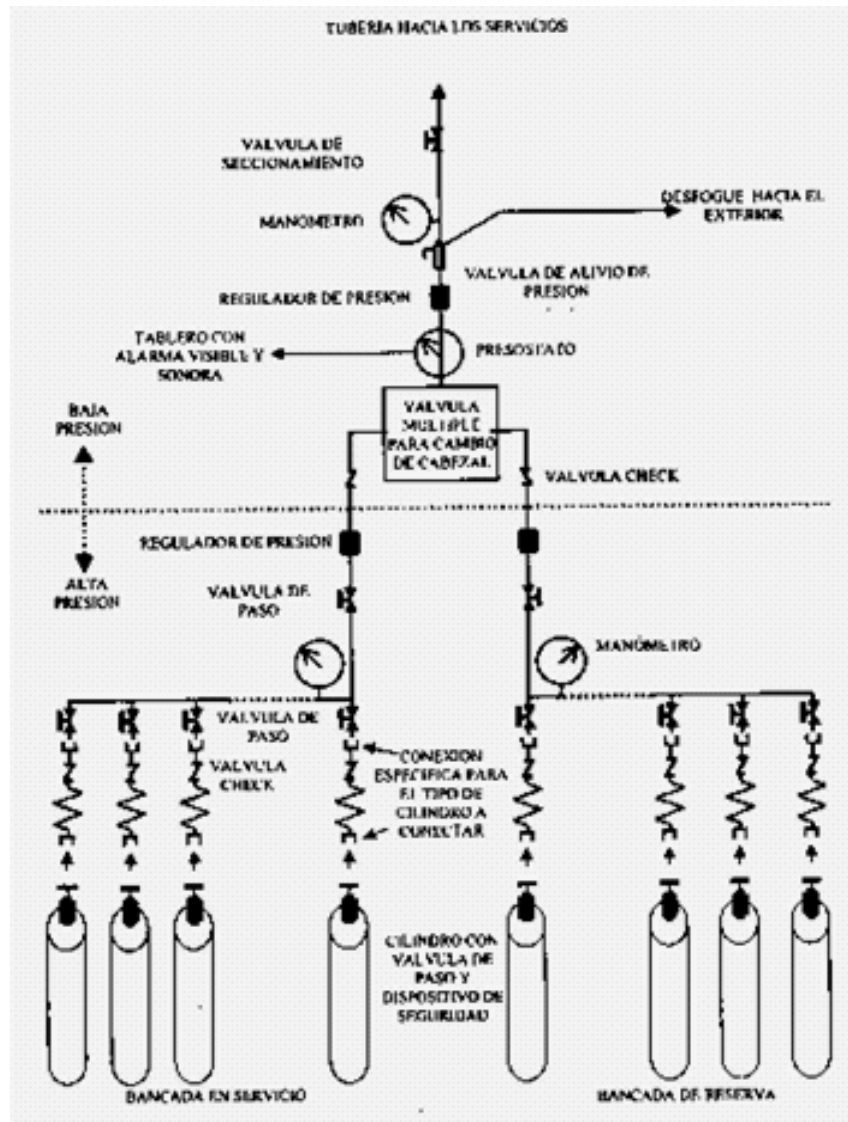 TUBERIA HACIA LOS SERVICIOS
VALVULA DE
SECCIONAMIENTO
DESFOGUE HACIA EL
EXTERIOR
MANOMETRO
VALVULA DE ALIVIO DE
PRESION
REGULADOR DE PRESION
TABLERO CON
ALARMA VISIBLE Y
SONORA
PRESOSTATO
VALVULA
MULTIPLE
PARA CAMBIO
DE CABEZAL
BAJA
PRESION
VALVULA CHECK
REGULADOR DE PRESION
ALTA
PRESION
VALVULA DE
PASO
MANÓMETRO
VALVULA DE
PASO
VALVULA
CHECK
CONEXION
ESPECIFICA PARA
EL TIPO DE
CILINDRO A
CONECTAR
CILINDRO CON
VALVULA DE
PASO Y
DISPOSITIVO DE
SEGURIDAD
BANCADA EN SERVICIO
BANCADA DE RESERVA